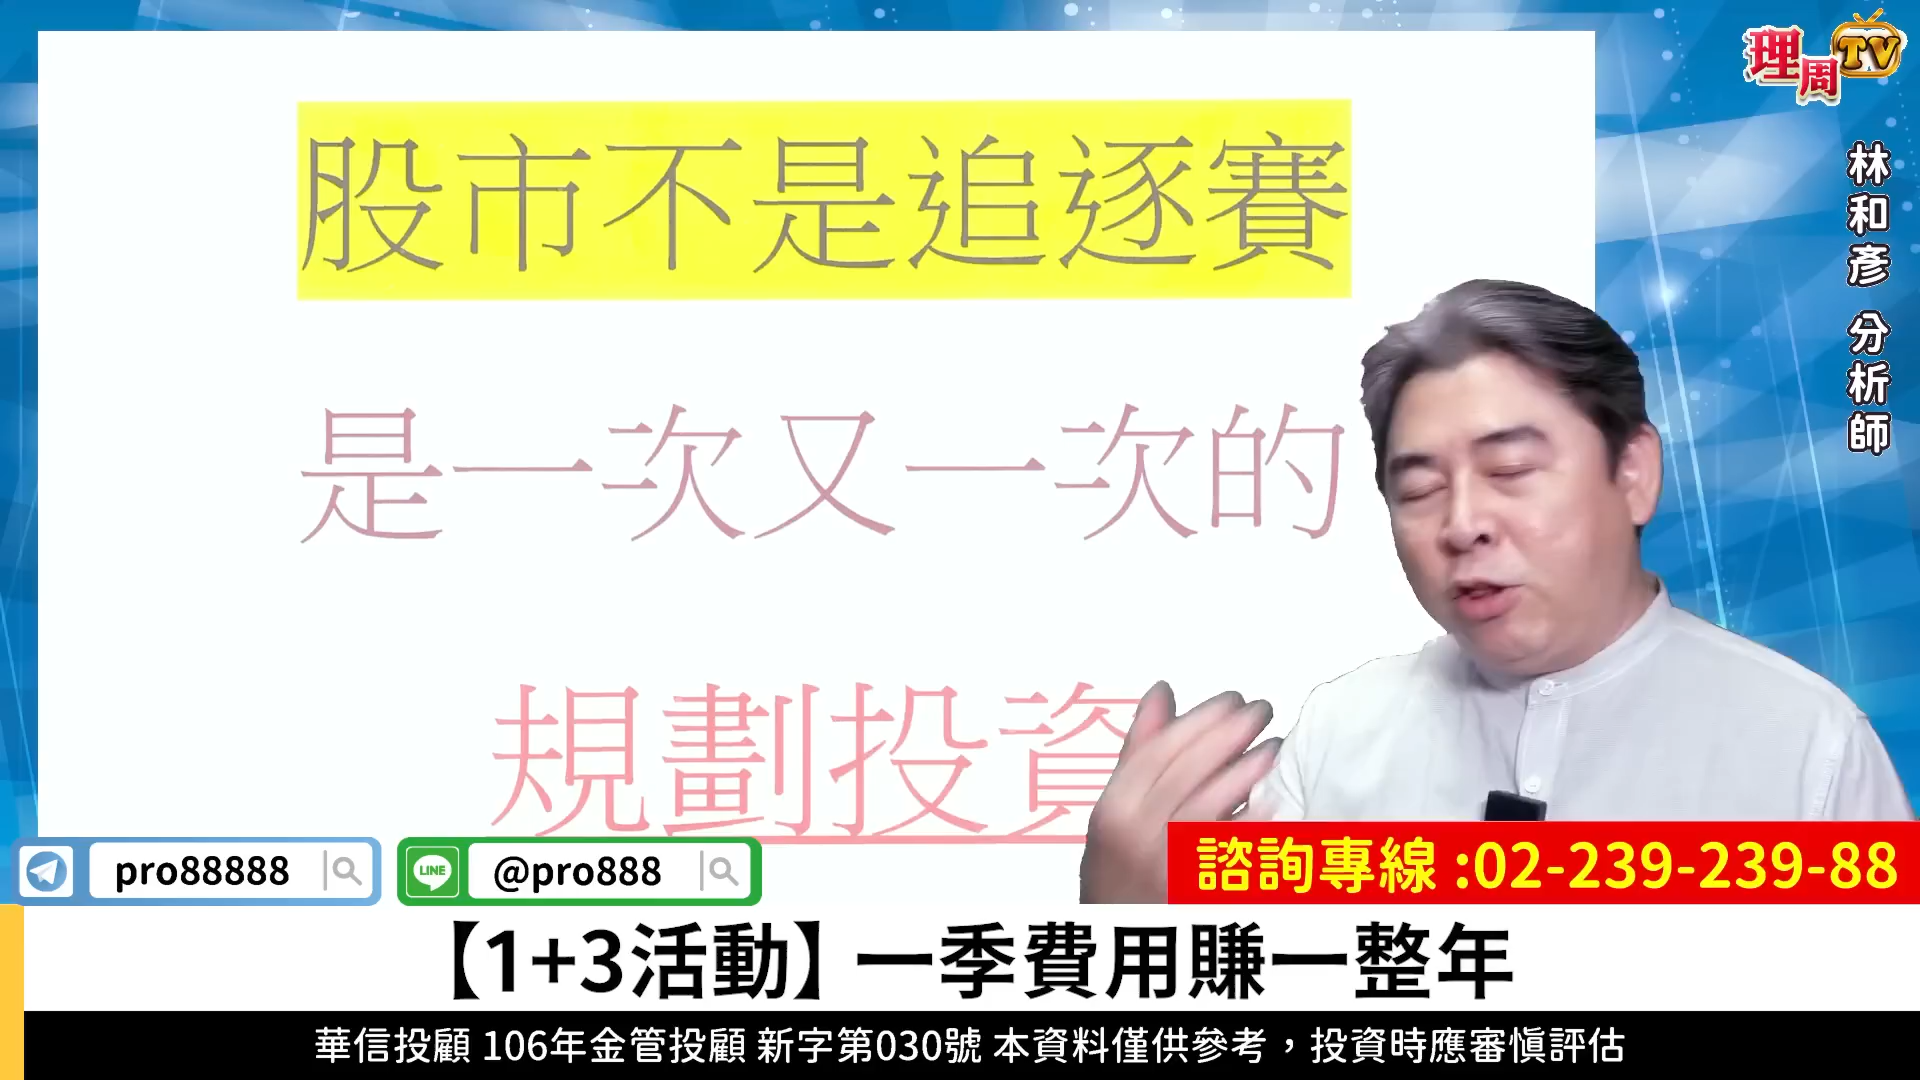 股市不是追逐賽
是一次又一次的
規劃投資
理周TV
林和彥 分析師
pro88888
LINE
@pro888
諮詢專線 :02-239-239-88
【1+3活動】一季費用賺一整年
華信投顧 106年金管投顧 新字第030號 本資料僅供參考，投資時應審慎評估